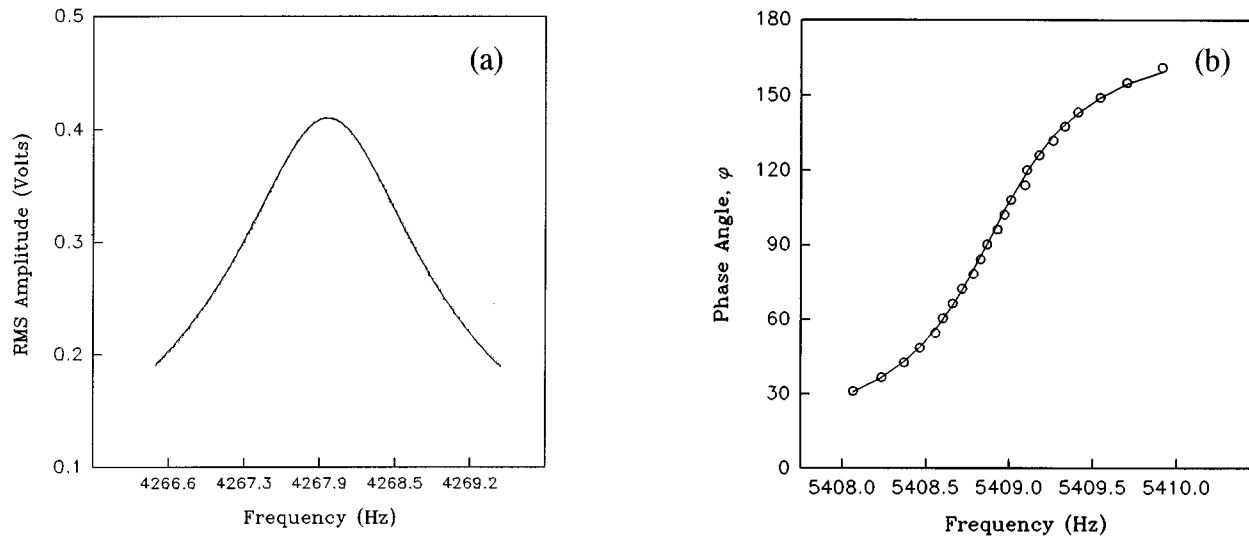 (a)
RMS Amplitude (Volts)
0.5
0.4
0.3
0.2
0.1
4266.6 4267.3 4267.9 4268.5 4269.2
Frequency (Hz)
(b)
Phase Angle, φ
180
150
120
90
60
30
0
5408.0 5408.5 5409.0 5409.5 5410.0
Frequency (Hz)